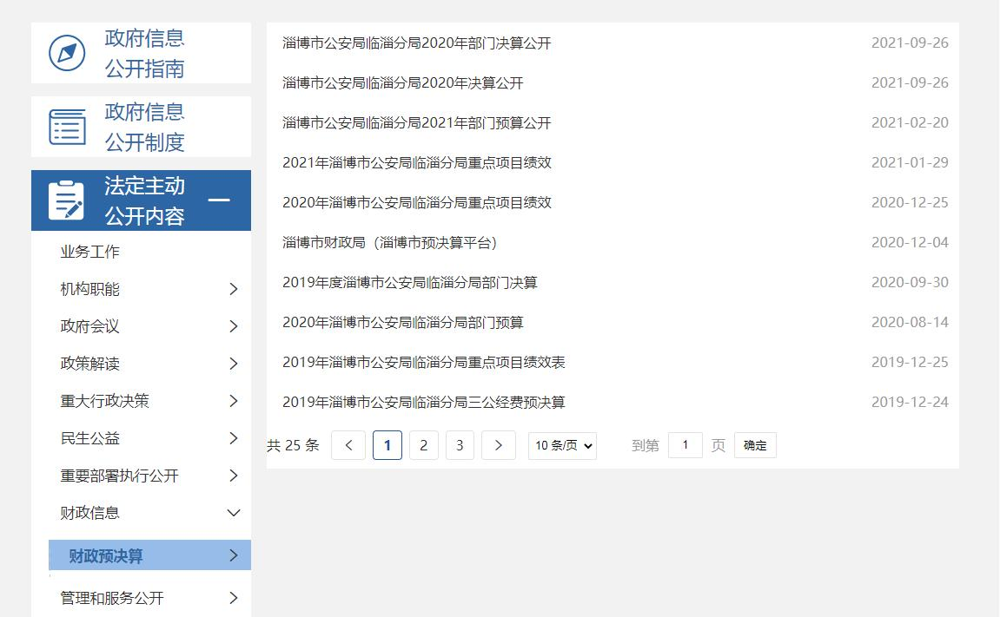 政府信息
公开指南
政府信息
公开制度
法定主动
公开内容
业务工作
机构职能
政府会议
政策解读
重大行政决策
民生公益
重要部署执行公开
财政信息
财政预决算
管理和服务公开
淄博市公安局临淄分局2020年部门决算公开 2021-09-26
淄博市公安局临淄分局2020年决算公开 2021-09-26
淄博市公安局临淄分局2021年部门预算公开 2021-02-20
2021年淄博市公安局临淄分局重点项目绩效 2021-01-29
2020年淄博市公安局临淄分局重点项目绩效 2020-12-25
淄博市财政局（淄博市预决算平台） 2020-12-04
2019年度淄博市公安局临淄分局部门决算 2020-09-30
2020年淄博市公安局临淄分局部门预算 2020-08-14
2019年淄博市公安局临淄分局重点项目绩效表 2019-12-25
2019年淄博市公安局临淄分局三公经费预决算 2019-12-24
共 25 条 < 1 2 3 > 10 条/页 到第 1 页 确定